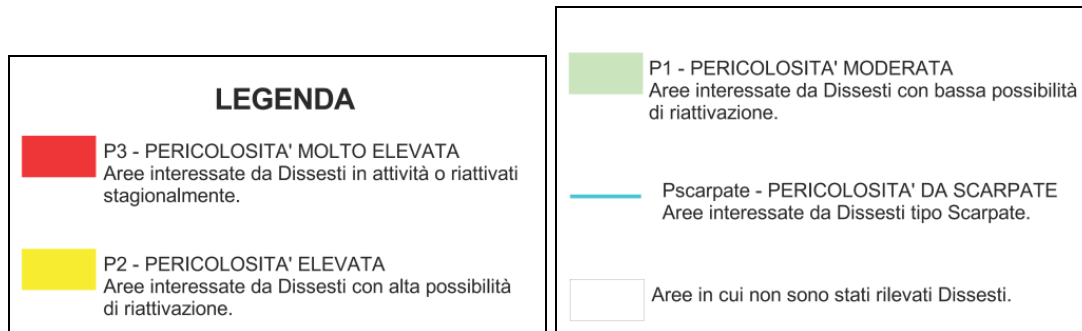 LEGENDA
P3 - PERICOLOSITA' MOLTO ELEVATA
Aree interessate da Dissesti in attività o riattivati
stagionalmente.
P2 - PERICOLOSITA' ELEVATA
Aree interessate da Dissesti con alta possibilità
di riattivazione.
P1 - PERICOLOSITA' MODERATA
Aree interessate da Dissesti con bassa possibilità
di riattivazione.
Pscarpate - PERICOLOSITA' DA SCARPATE
Aree interessate da Dissesti tipo Scarpate.
Aree in cui non sono stati rilevati Dissesti.